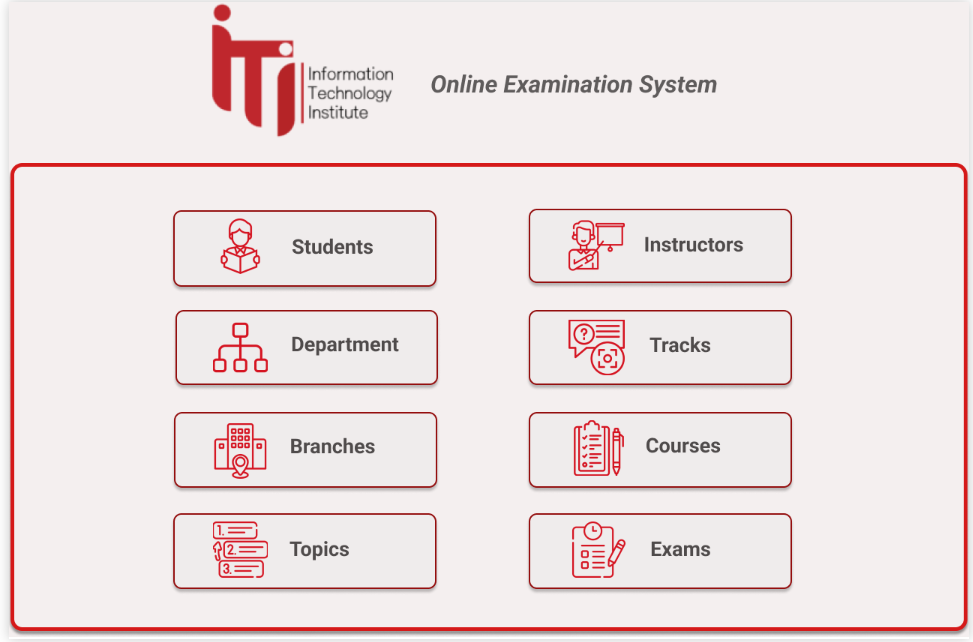 iTi
Information
Technology
Institute
Online Examination System
Students
Instructors
Department
?
Tracks
Branches
Courses
1.
2.
3.
Topics
Exams